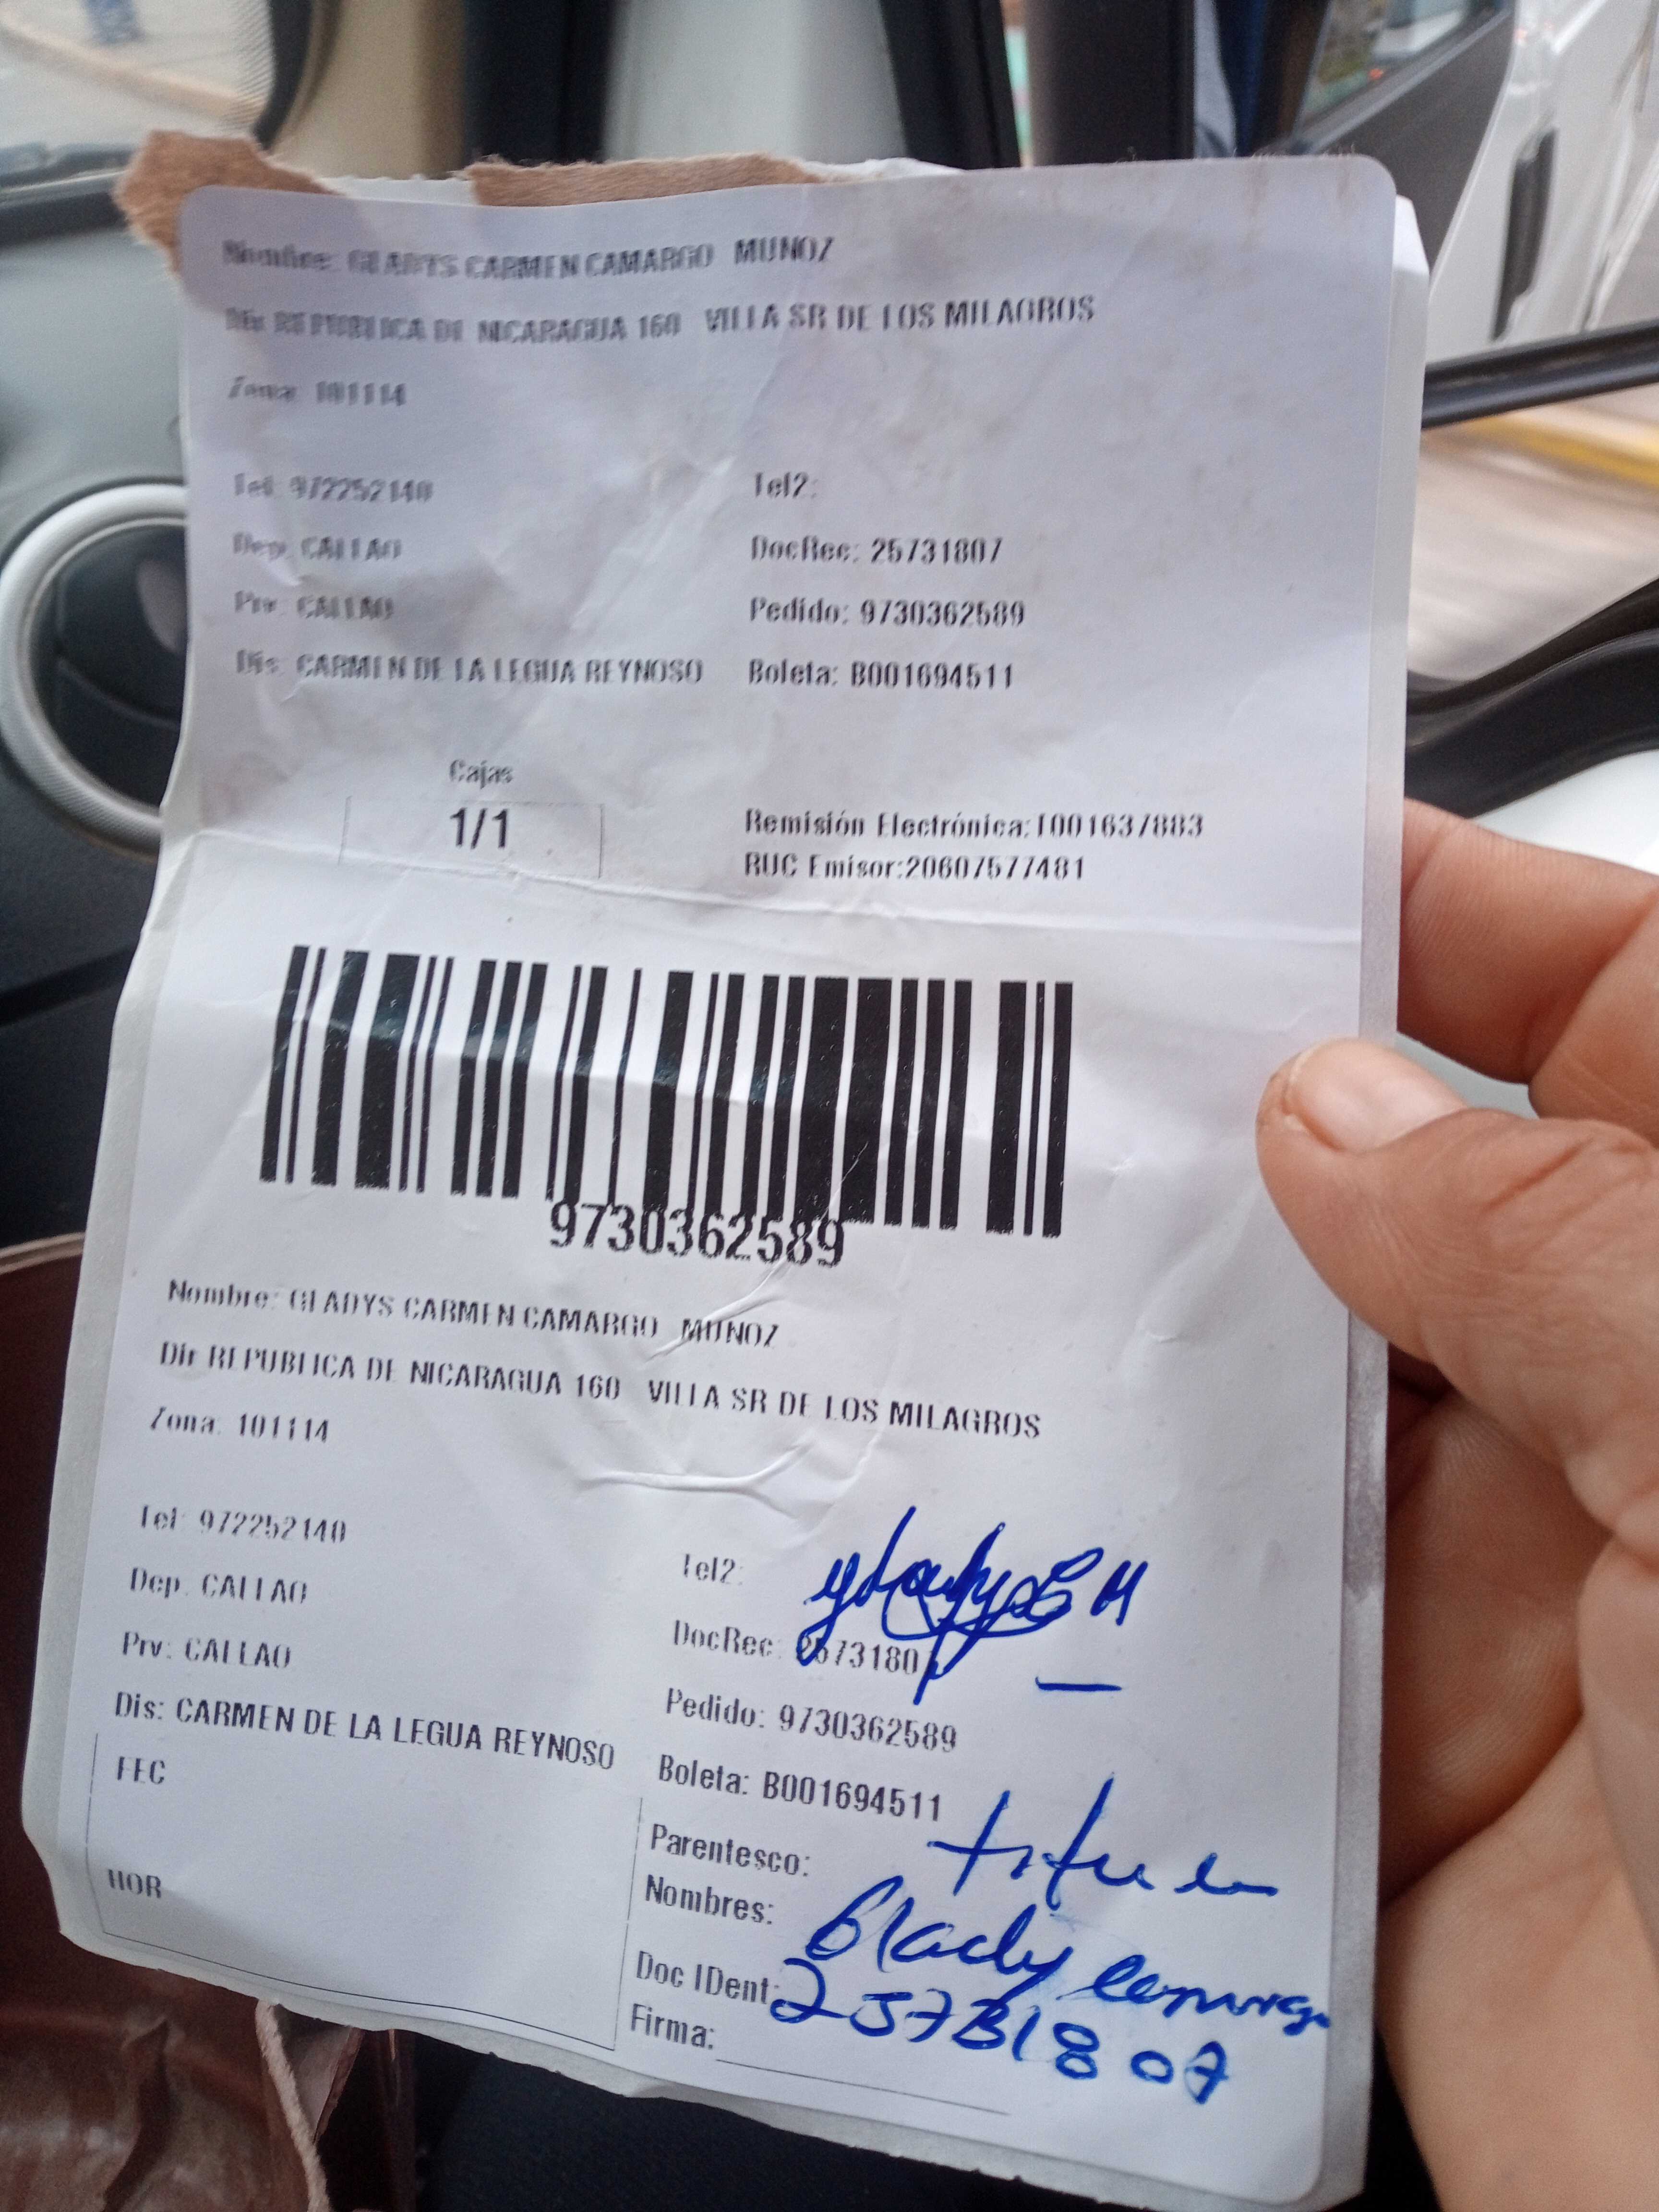 Nombre: GLADYS CARMEN CAMARGO MUNOZ
Dir REPUBLICA DE NICARAGUA 160 VILLA SR DE LOS MILAGROS
Zona: 101114
Tel: 972252140 Tel2:
Dep. CALLAO DocRec: 25731807
Prv: CALLAO Pedido: 9730362589
Dis: CARMEN DE LA LEGUA REYNOSO Boleta: B001694511
Cajas
1/1
Remisión Electrónica:T001637883
RUC Emisor:20607577481
9730362589
Nombre: GLADYS CARMEN CAMARGO MUNOZ
Dir REPUBLICA DE NICARAGUA 160 VILLA SR DE LOS MILAGROS
Zona: 101114
Tel: 972252140 Tel2:
Dep. CALLAO DocRec: 25731807
Prv: CALLAO Pedido: 9730362589
Dis: CARMEN DE LA LEGUA REYNOSO Boleta: B001694511
FEC Parentesco:
HOR Nombres: Glady
Doc IDent: 25731807
Firma: